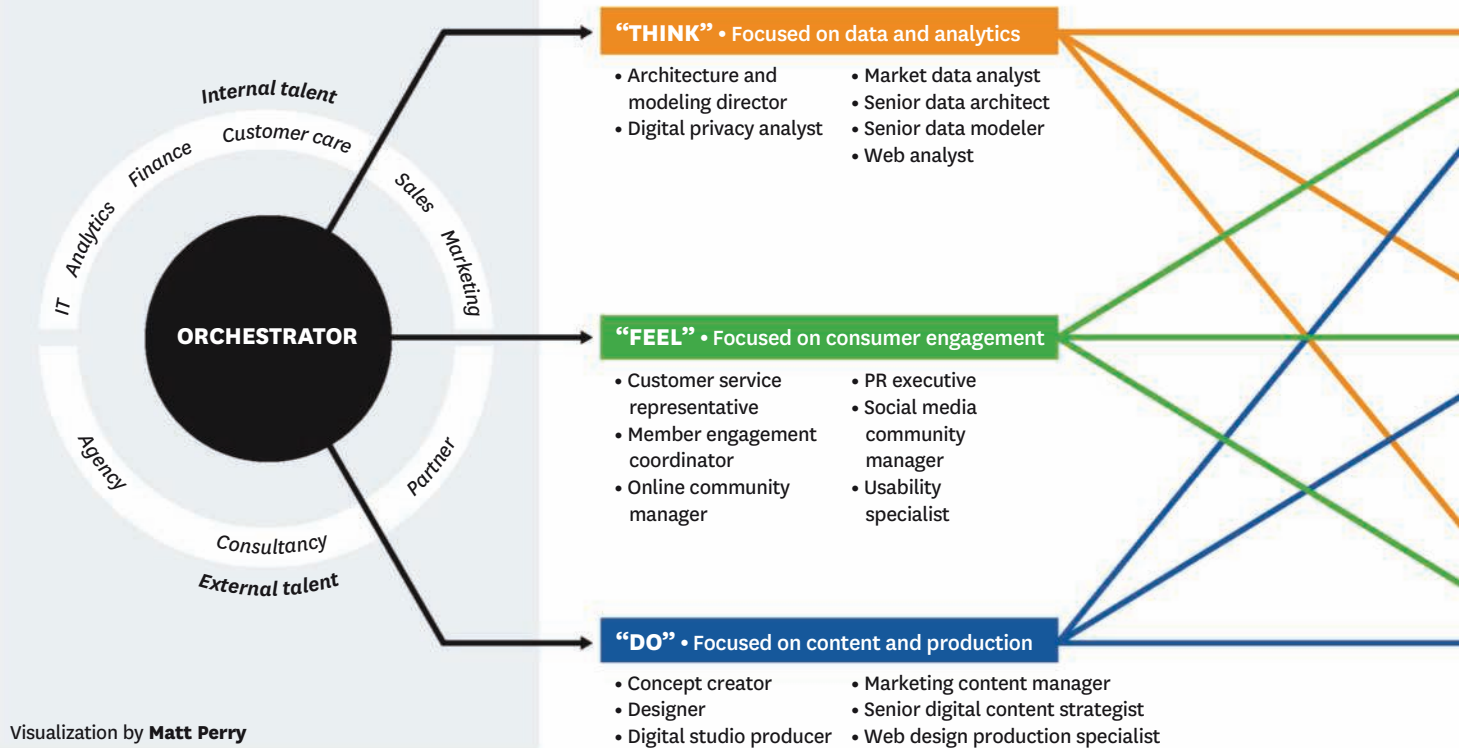 Internal talent
IT
Analytics
Finance
Customer care
Sales
Marketing
ORCHESTRATOR
Agency
Consultancy
Partner
External talent
“THINK” • Focused on data and analytics
• Architecture and
modeling director
• Digital privacy analyst
• Market data analyst
• Senior data architect
• Senior data modeler
• Web analyst
“FEEL” • Focused on consumer engagement
• Customer service
representative
• Member engagement
coordinator
• Online community
manager
• PR executive
• Social media
community
manager
• Usability
specialist
“DO” • Focused on content and production
• Concept creator
• Designer
• Digital studio producer
• Marketing content manager
• Senior digital content strategist
• Web design production specialist
Visualization by Matt Perry